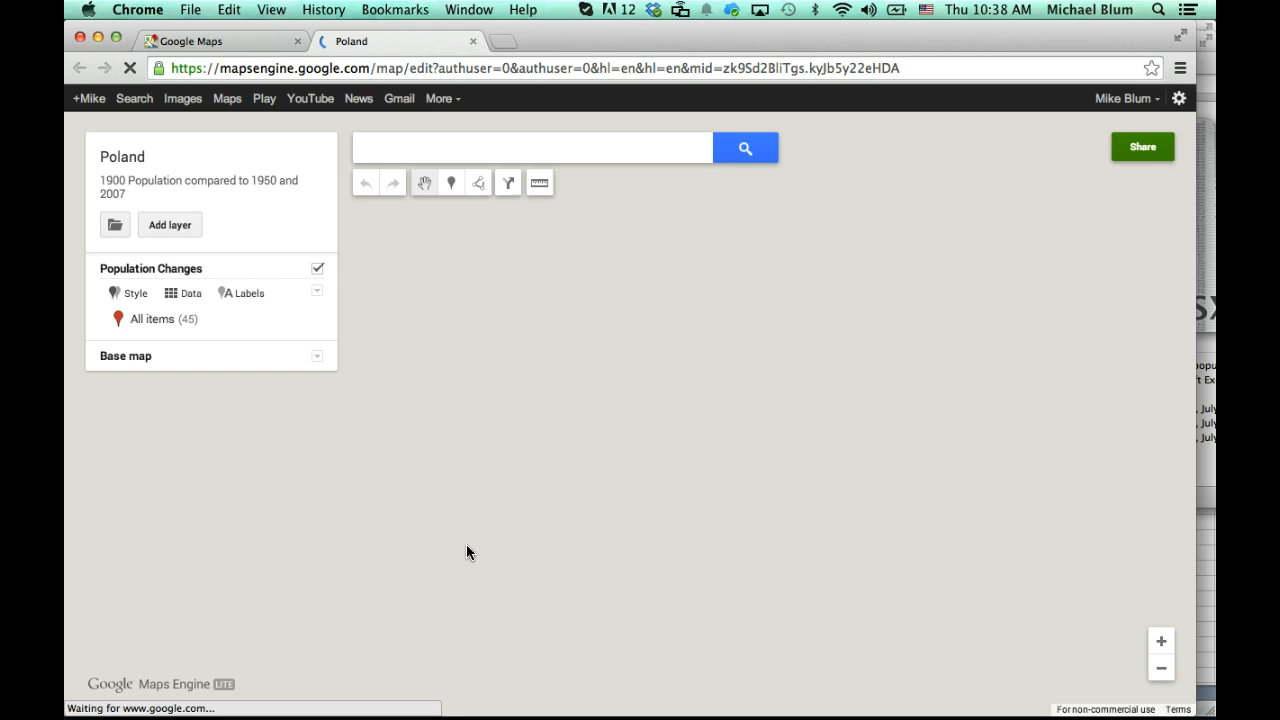 Chrome File Edit View History Bookmarks Window Help 12 Thu 10:38 AM Michael Blum
Google Maps Poland
https://mapsengine.google.com/map/edit?authuser=0&authuser=0&hl=en&hl=en&mid=zk9Sd2BliTgs.kyJb5y22eHDA
+Mike Search Images Maps Play YouTube News Gmail More Mike Blum
Poland
1900 Population compared to 1950 and
2007
Add layer
Share
Population Changes
Style Data Labels
All items (45)
Base map
, July
, July
, July
Google Maps Engine LITE
Waiting for www.google.com...
For non-commercial use Terms